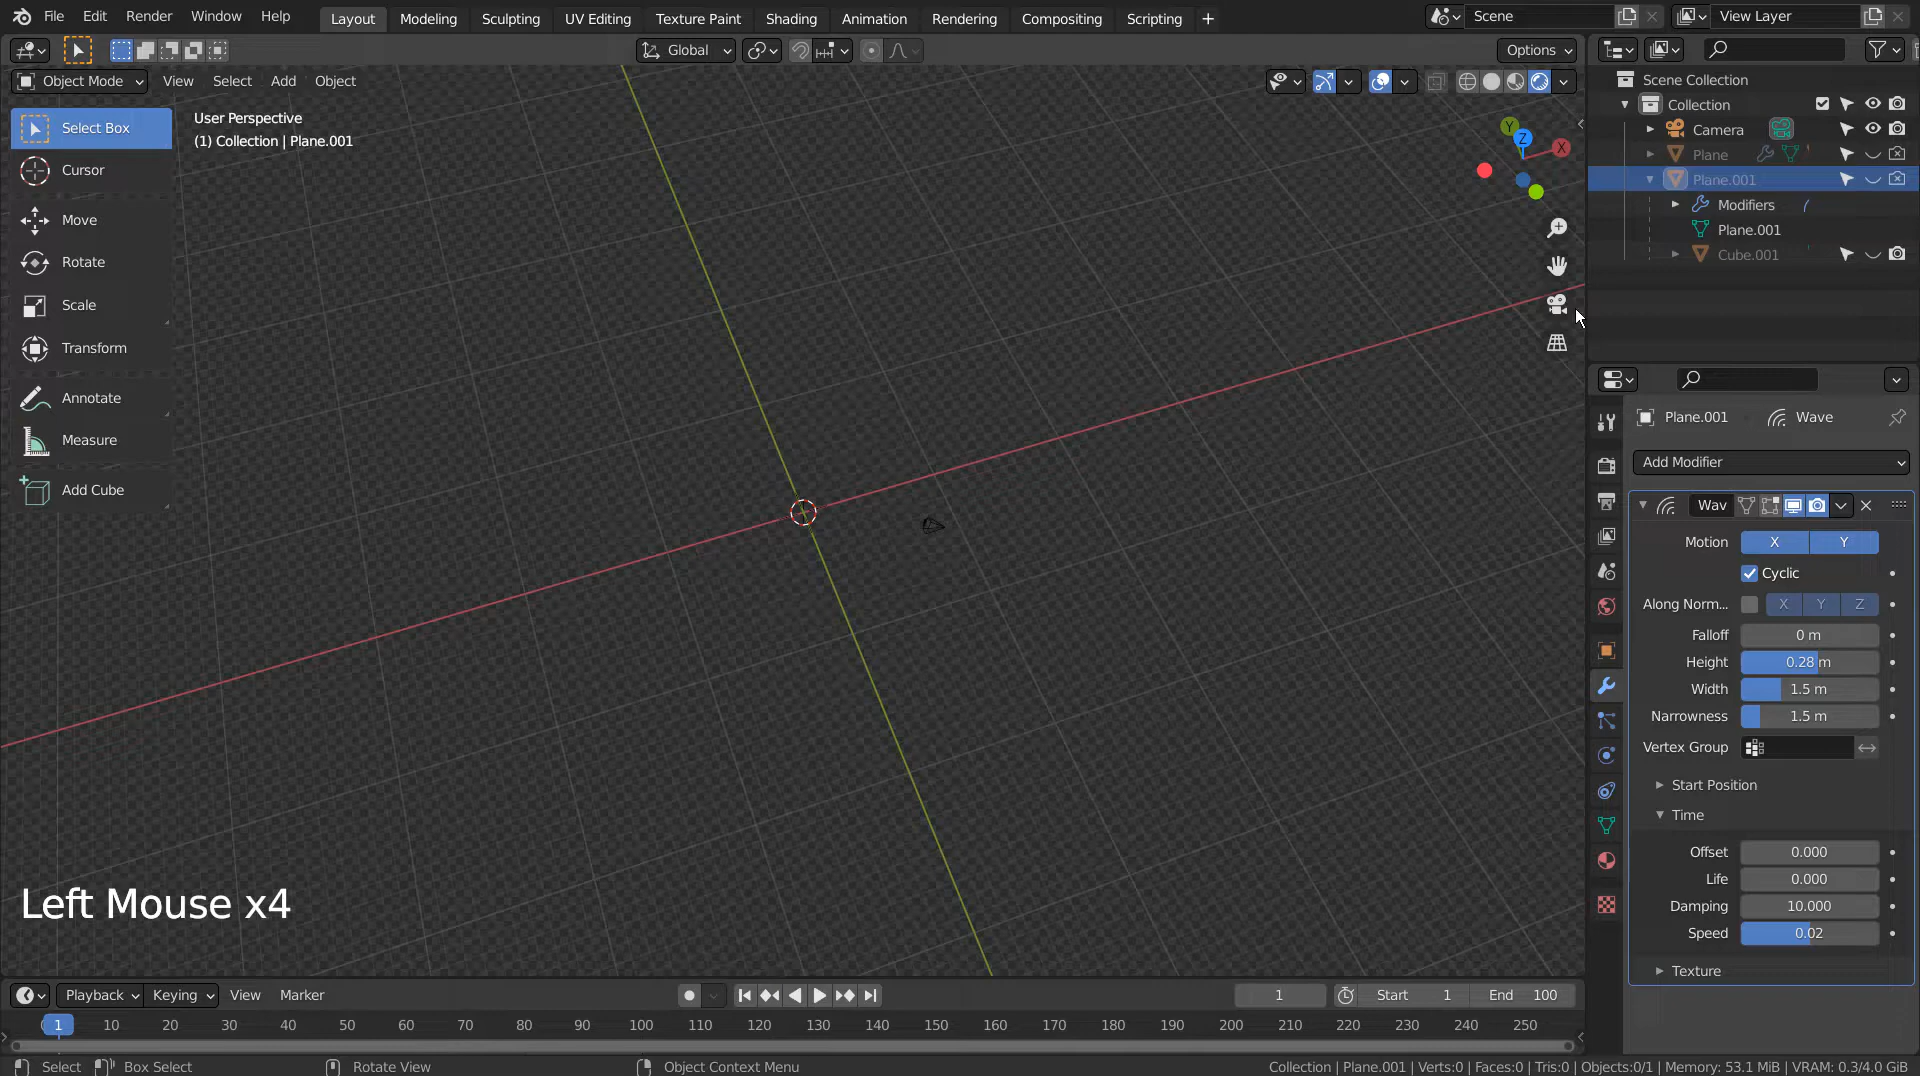 File Edit Render Window Help Layout Modeling Sculpting UV Editing Texture Paint Shading Animation Rendering Compositing Scripting + Scene View Layer
Global Options
Object Mode View Select Add Object
Scene Collection
Collection
Camera
Plane
Plane.001
Modifiers
Plane.001
Cube.001
Select Box
Cursor
Move
Rotate
Scale
Transform
Annotate
Measure
Add Cube
User Perspective
(1) Collection | Plane.001
Y
Z
X
Plane.001 Wave
Add Modifier
Wav
Motion X Y
Cyclic
Along Norm... X Y Z
Falloff 0 m
Height 0.28 m
Width 1.5 m
Narrowness 1.5 m
Vertex Group
Start Position
Time
Offset 0.000
Life 0.000
Damping 10.000
Speed 0.02
Texture
Left Mouse x4
Playback Keying View Marker 1 Start 1 End 100
1 10 20 30 40 50 60 70 80 90 100 110 120 130 140 150 160 170 180 190 200 210 220 230 240 250
Select Box Select Rotate View Object Context Menu Collection | Plane.001 | Verts:0 | Faces:0 | Tris:0 | Objects:0/1 | Memory: 53.1 MiB | VRAM: 0.3/4.0 GiB